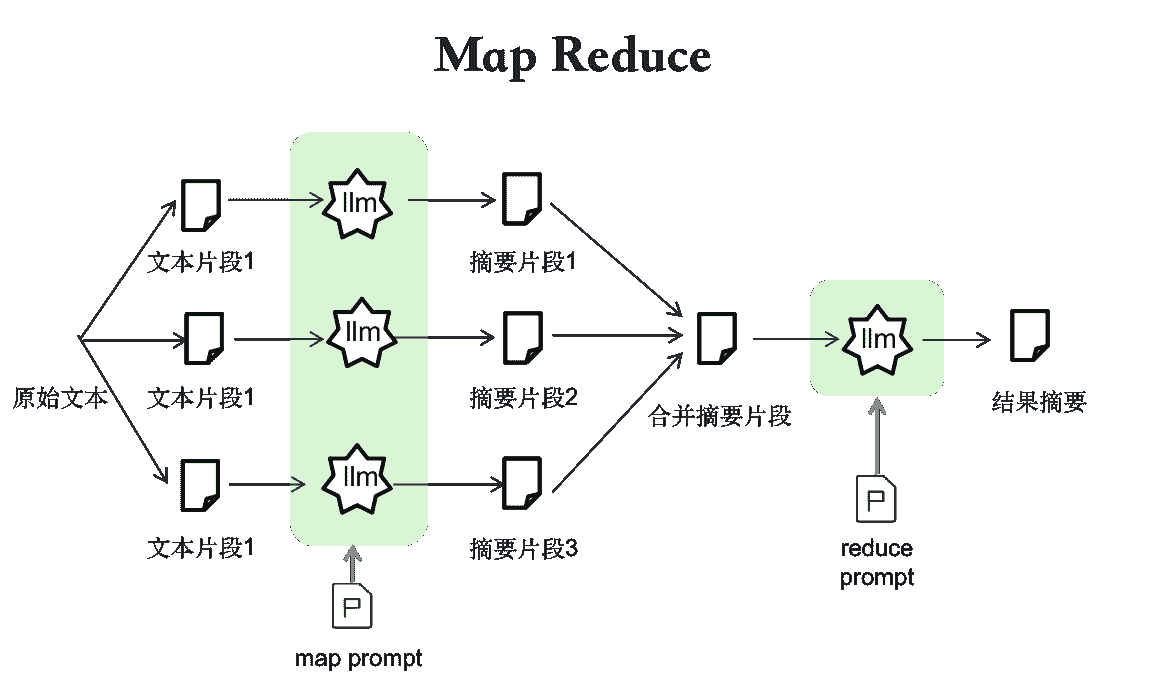 Map Reduce
llm
文本片段1
摘要片段1
llm
原始文本
文本片段1
摘要片段2
合并摘要片段
llm
结果摘要
llm
文本片段1
摘要片段3
P
map prompt
P
reduce
prompt